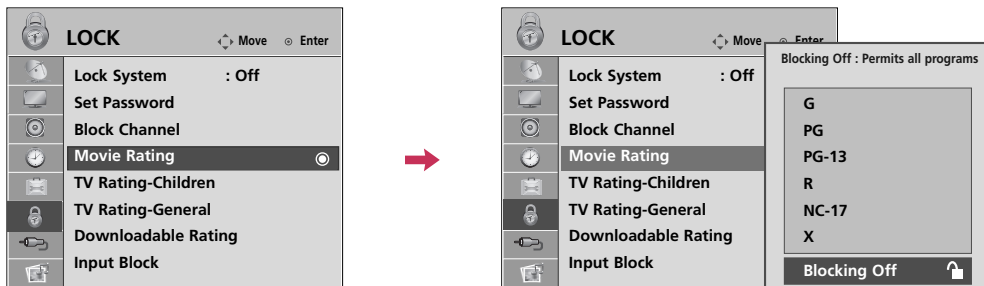 LOCK Move Enter
Lock System : Off
Set Password
Block Channel
Movie Rating
TV Rating-Children
TV Rating-General
Downloadable Rating
Input Block
LOCK Move Enter
Lock System : Off
Set Password
Block Channel
Movie Rating
TV Rating-Children
TV Rating-General
Downloadable Rating
Input Block
Blocking Off : Permits all programs
G
PG
PG-13
R
NC-17
X
Blocking Off